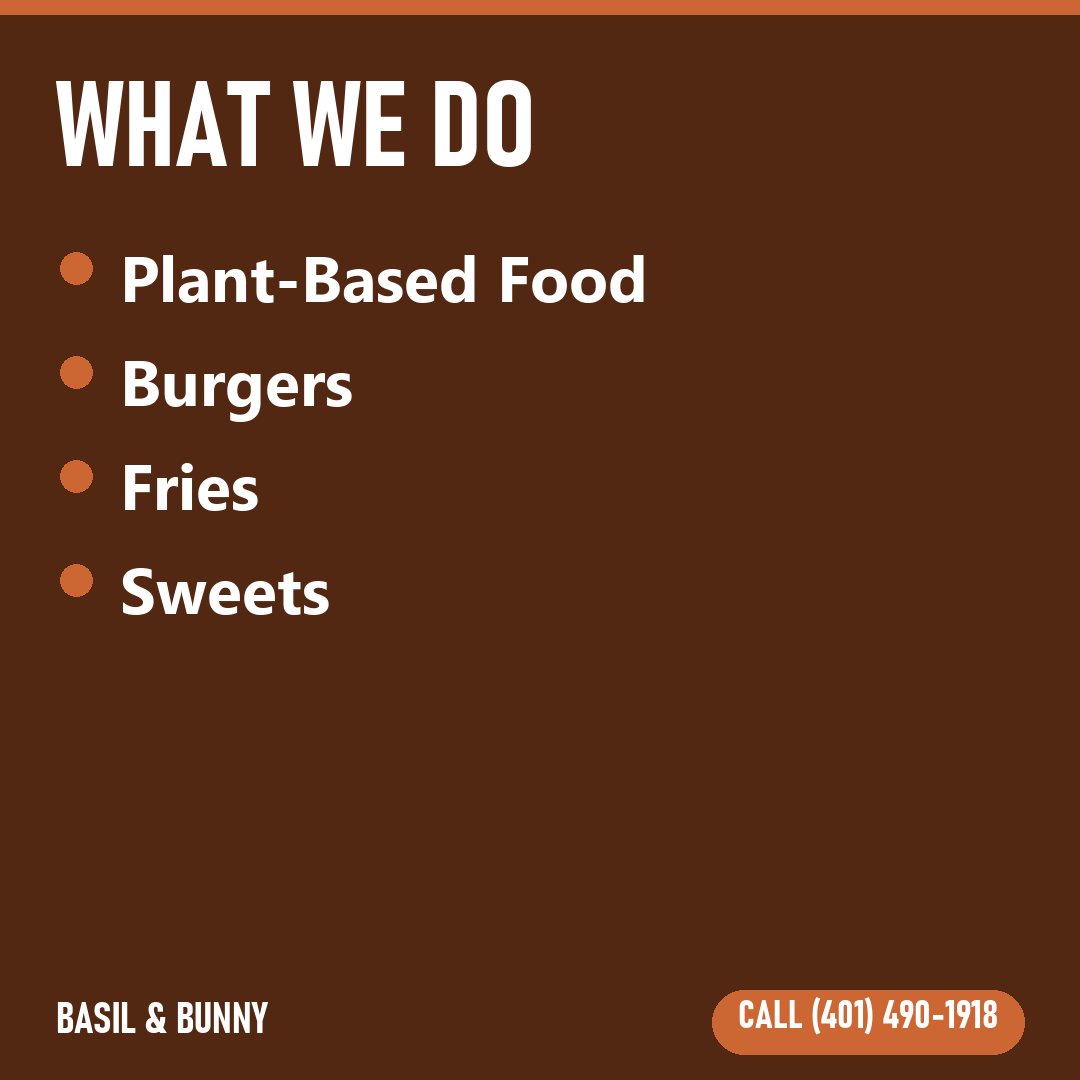 WHAT WE DO
Plant-Based Food
Burgers
Fries
Sweets
BASIL & BUNNY
CALL (401) 490-1918